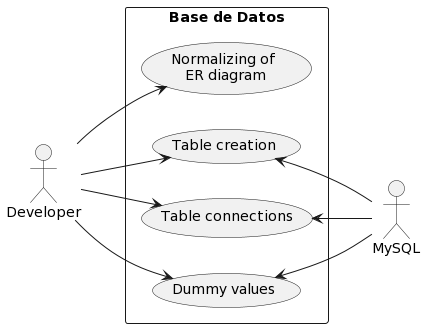 Base de Datos
Normalizing of
ER diagram
Table creation
Developer
Table connections
MySQL
Dummy values